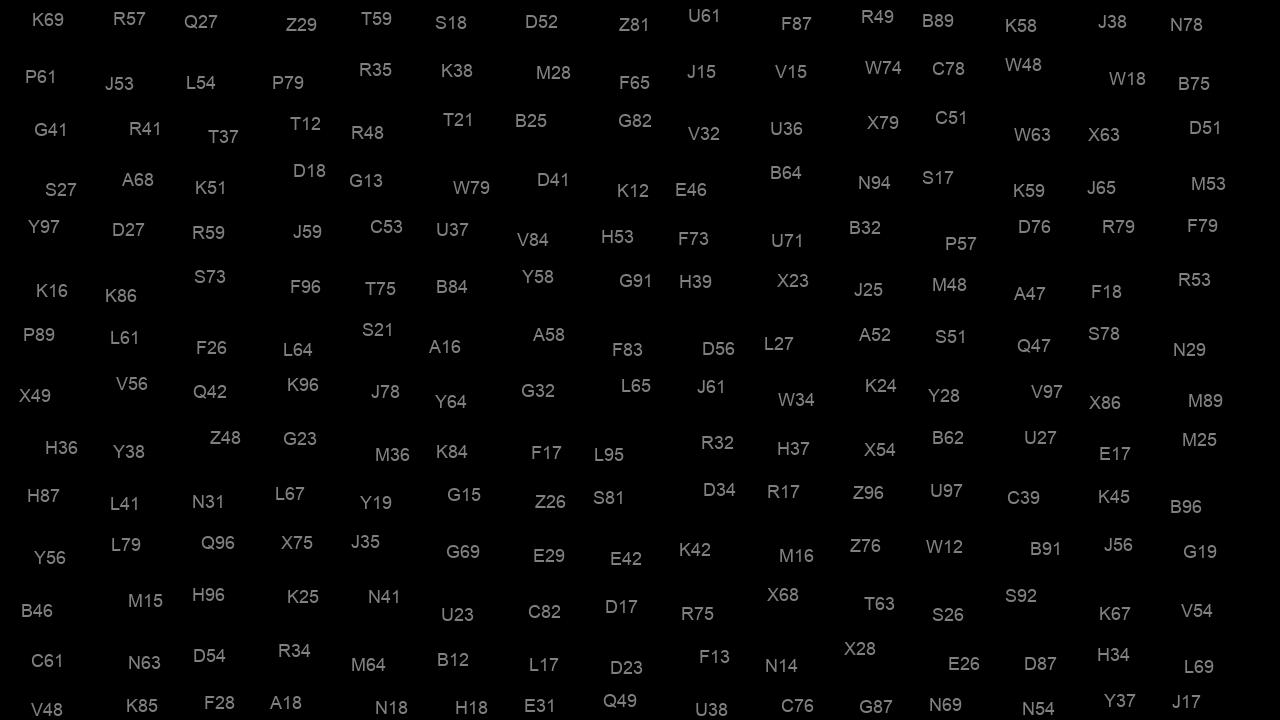 K69 R57 Q27 Z29 T59 S18 D52 Z81 U61 F87 R49 B89 K58 J38 N78
P61 J53 L54 P79 R35 K38 M28 F65 J15 V15 W74 C78 W48 W18 B75
G41 R41 T37 T12 R48 T21 B25 G82 V32 U36 X79 C51 W63 X63 D51
S27 A68 K51 D18 G13 W79 D41 K12 E46 B64 N94 S17 K59 J65 M53
Y97 D27 R59 J59 C53 U37 V84 H53 F73 U71 B32 P57 D76 R79 F79
K16 K86 S73 F96 T75 B84 Y58 G91 H39 X23 J25 M48 A47 F18 R53
P89 L61 F26 L64 S21 A16 A58 F83 D56 L27 A52 S51 Q47 S78 N29
X49 V56 Q42 K96 J78 Y64 G32 L65 J61 W34 K24 Y28 V97 X86 M89
H36 Y38 Z48 G23 M36 K84 F17 L95 R32 H37 X54 B62 U27 E17 M25
H87 L41 N31 L67 Y19 G15 Z26 S81 D34 R17 Z96 U97 C39 K45 B96
Y56 L79 Q96 X75 J35 G69 E29 E42 K42 M16 Z76 W12 B91 J56 G19
B46 M15 H96 K25 N41 U23 C82 D17 R75 X68 T63 S26 S92 K67 V54
C61 N63 D54 R34 M64 B12 L17 D23 F13 N14 X28 E26 D87 H34 L69
V48 K85 F28 A18 N18 H18 E31 Q49 U38 C76 G87 N69 N54 Y37 J17